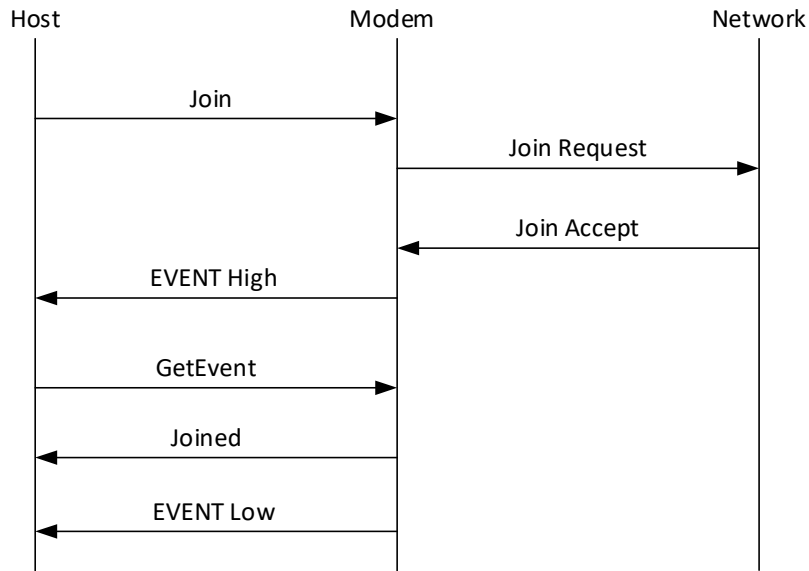 Host
Modem
Network
Join
Join Request
Join Accept
EVENT High
GetEvent
Joined
EVENT Low